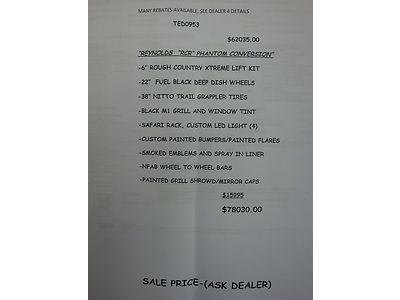 MANY REBATES AVAILABLE, SEE DEALER 4 DETAILS
TED0953
$62035.00
"REYNOLDS "RCR" PHANTOM CONVERSION"
-6" ROUGH COUNTRY XTREME LIFT KIT
-22" FUEL BLACK DEEP DISH WHEELS
-38" NITTO TRAIL GRAPPLER TIRES
-BLACK M1 GRILL AND WINDOW TINT
-SAFARI RACK, CUSTOM LED LIGHT (4)
-CUSTOM PAINTED BUMPERS/PAINTED FLARES
-SMOKED EMBLEMS AND SPRAY IN LINER
-NFAB WHEEL TO WHEEL BARS
-PAINTED GRILL SHROWD/MIRROR CAPS
$15995
$78030.00
SALE PRICE-(ASK DEALER)